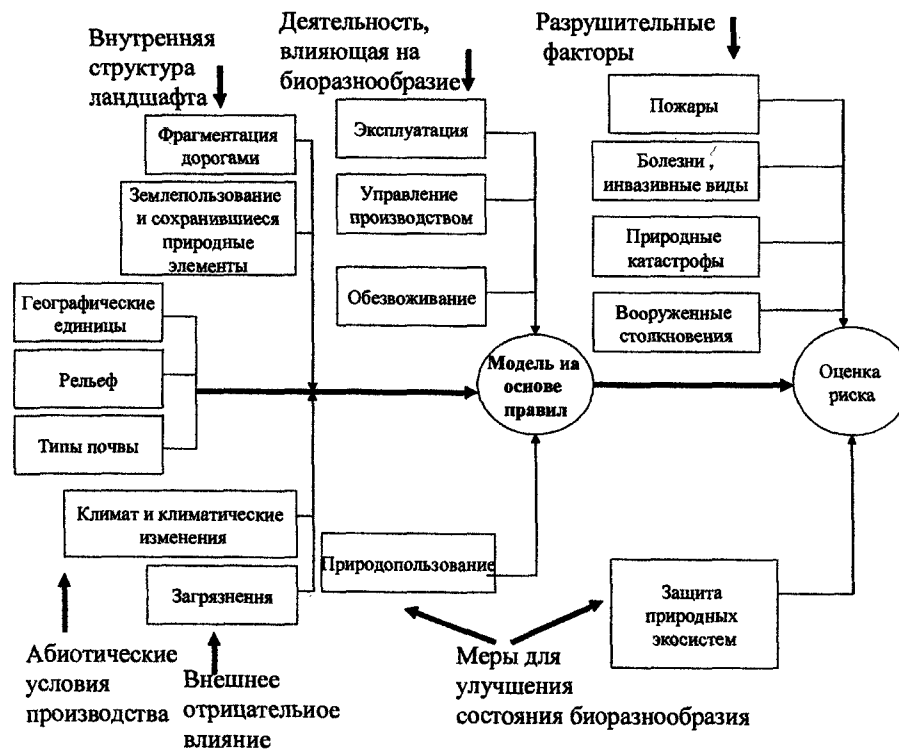 Внутренняя
структура
ландшафта
Деятельность,
влияющая на
биоразнообразие
Разрушительные
факторы
Фрагментация
дорогами
Землепользование
и сохранившиеся
природные
элементы
Эксплуатация
Управление
производством
Обезвоживание
Пожары
Болезни,
инвазивные виды
Природные
катастрофы
Вооруженные
столкновения
Географические
единицы
Рельеф
Типы почвы
Модель на
основе
правил
Оценка
риска
Климат и климатические
изменения
Загрязнення
Природопользование
Защита
природных
экосистем
Абиотические
условия
производства
Внешнее
отрицательное
влияние
Меры для
улучшения
состояния биоразнообразия